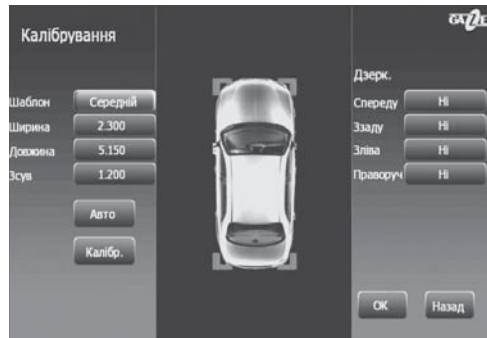 GAZZE
Калібрування
Шаблон Середній
Ширина 2.300
Довжина 5.150
Зсув 1.200
Авто
Калібр.
Дзерк.
Спереду Ні
Ззаду Ні
Зліва Ні
Праворуч Ні
OK Назад